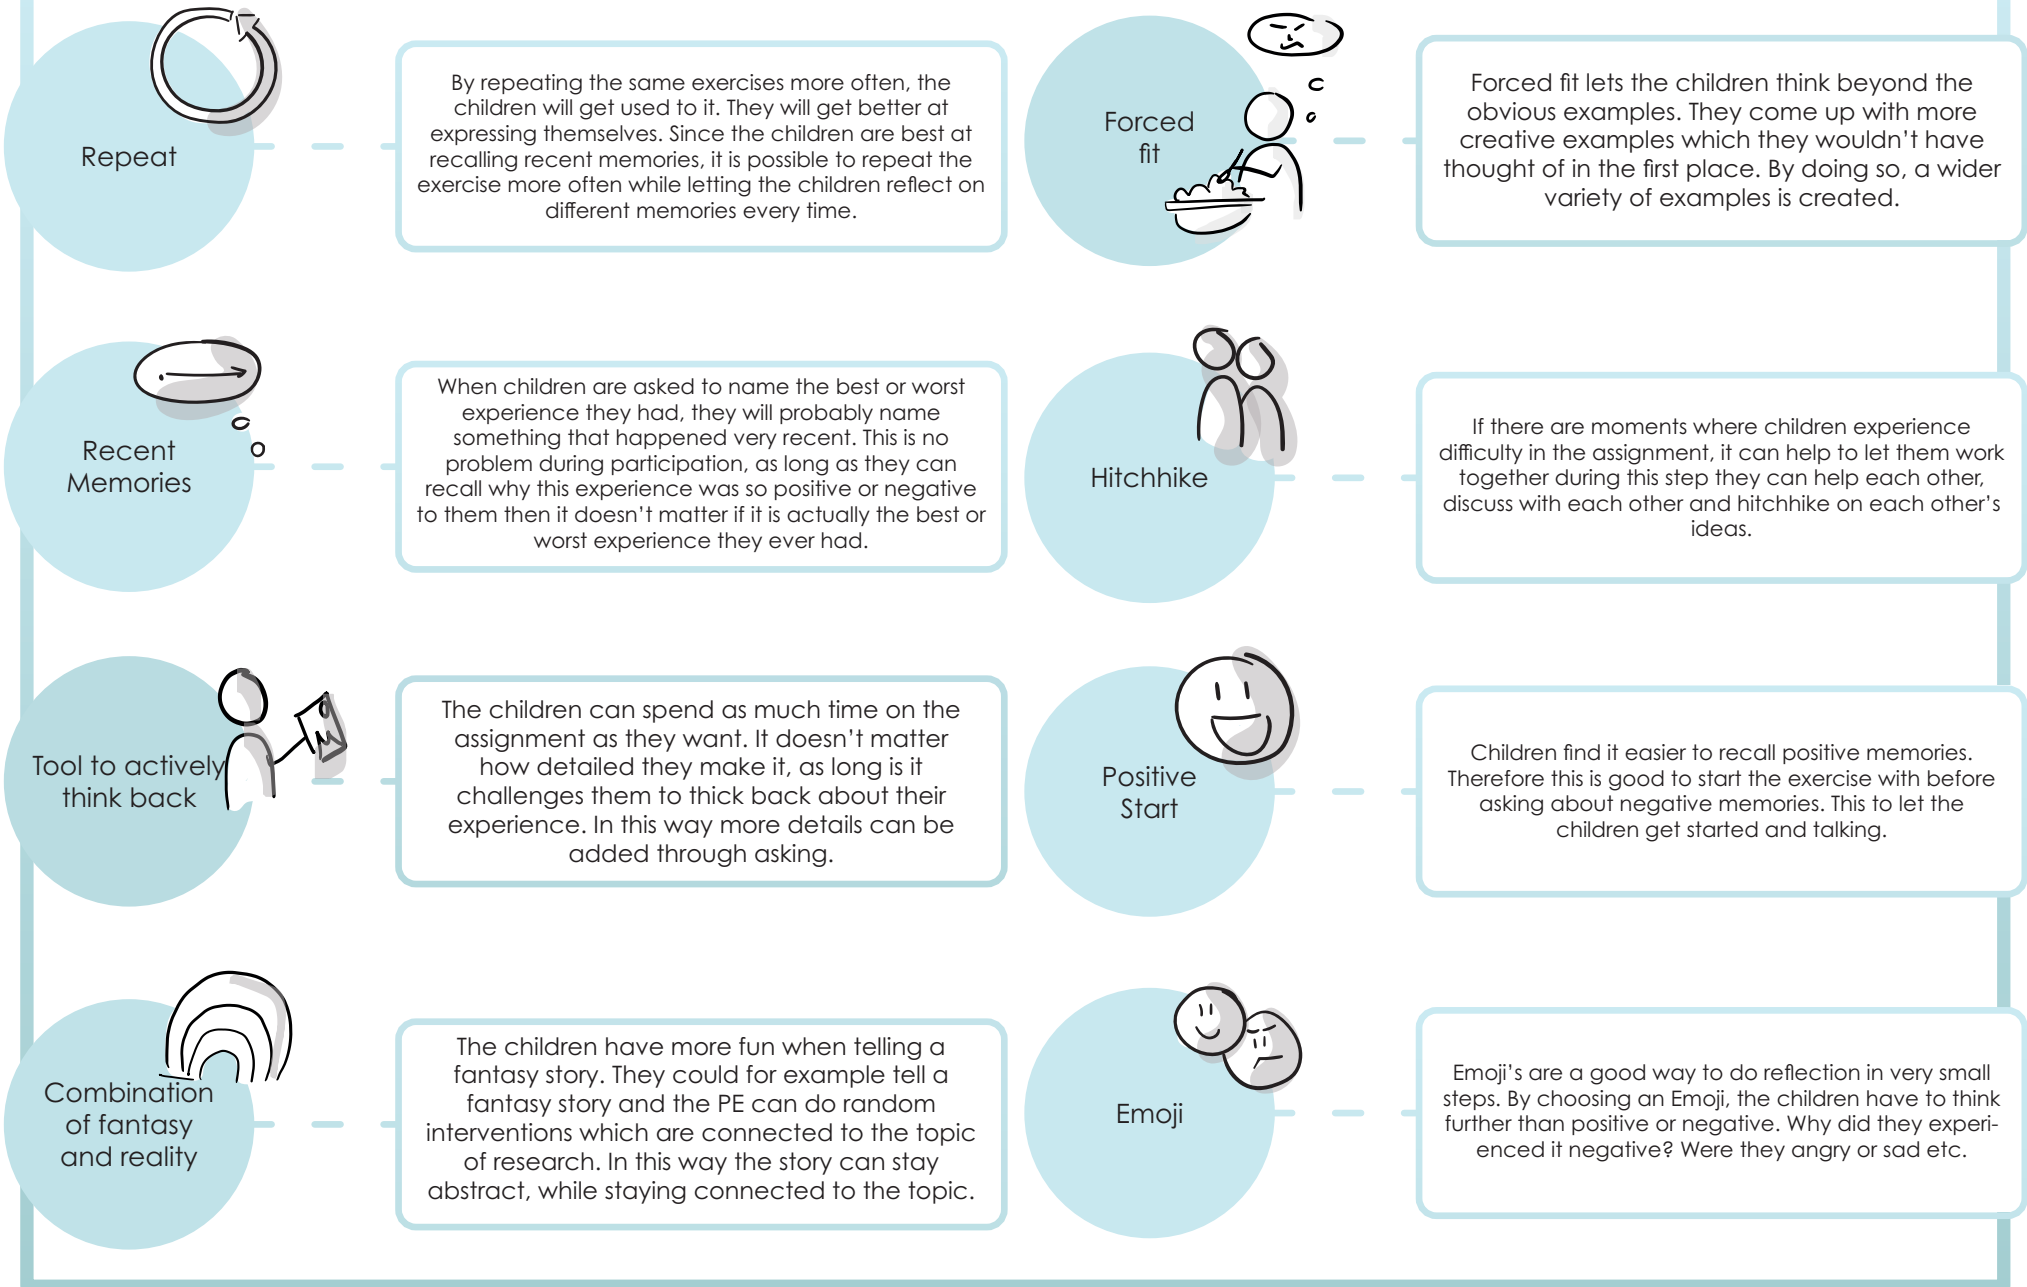 Repeat
By repeating the same exercises more often, the
children will get used to it. They will get better at
expressing themselves. Since the children are best at
recalling recent memories, it is possible to repeat the
exercise more often while letting the children reflect on
different memories every time.
Recent
Memories
When children are asked to name the best or worst
experience they had, they will probably name
something that happened very recent. This is no
problem during participation, as long as they can
recall why this experience was so positive or negative
to them then it doesn't matter if it is actually the best or
worst experience they ever had.
Tool to actively
think back
The children can spend as much time on the
assignment as they want. It doesn't matter
how detailed they make it, as long is it
challenges them to thick back about their
experience. In this way more details can be
added through asking.
Combination
of fantasy
and reality
The children have more fun when telling a
fantasy story. They could for example tell a
fantasy story and the PE can do random
interventions which are connected to the topic
of research. In this way the story can stay
abstract, while staying connected to the topic.
Forced
fit
Forced fit lets the children think beyond the
obvious examples. They come up with more
creative examples which they wouldn't have
thought of in the first place. By doing so, a wider
variety of examples is created.
Hitchhike
If there are moments where children experience
difficulty in the assignment, it can help to let them work
together during this step they can help each other,
discuss with each other and hitchhike on each other's
ideas.
Positive
Start
Children find it easier to recall positive memories.
Therefore this is good to start the exercise with before
asking about negative memories. This to let the
children get started and talking.
Emoji
Emoji's are a good way to do reflection in very small
steps. By choosing an Emoji, the children have to think
further than positive or negative. Why did they experi-
enced it negative? Were they angry or sad etc.